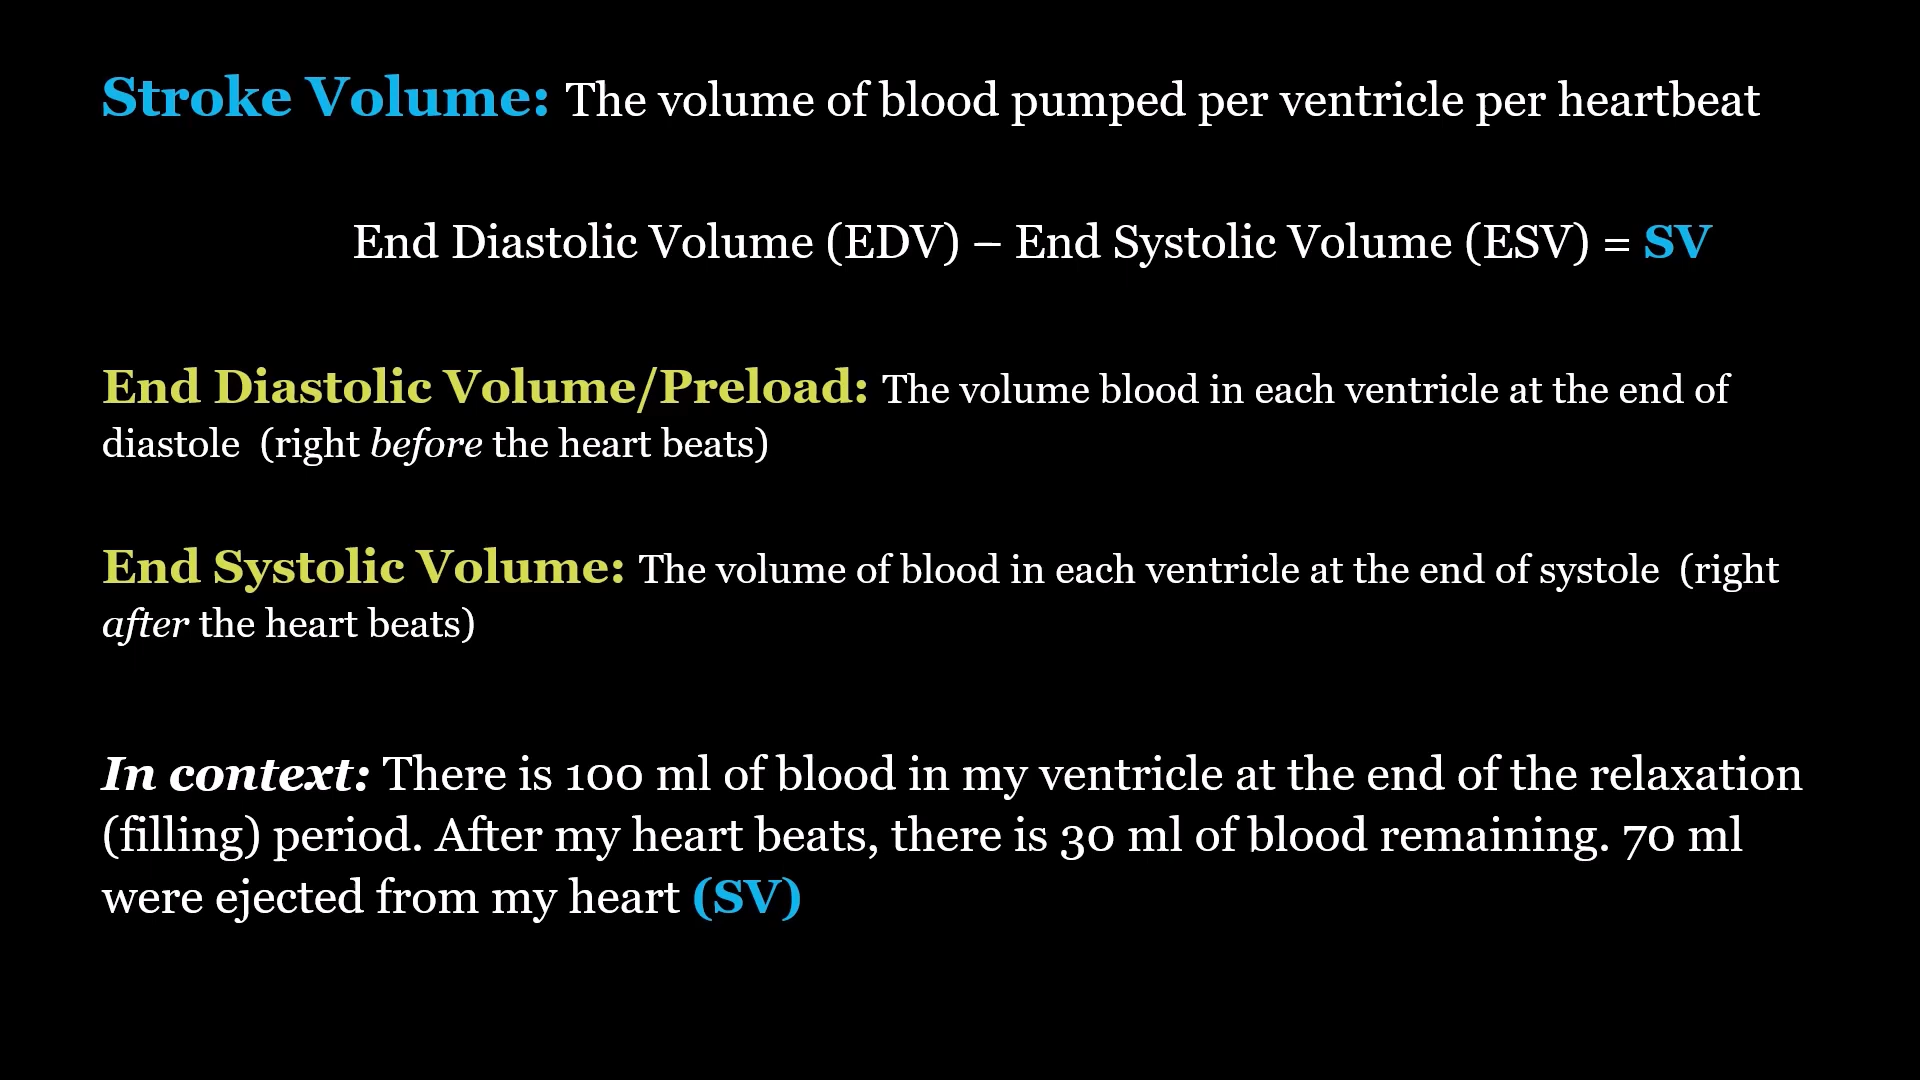 Stroke Volume: The volume of blood pumped per ventricle per heartbeat
End Diastolic Volume (EDV) – End Systolic Volume (ESV) = SV
End Diastolic Volume/Preload: The volume blood in each ventricle at the end of
diastole  (right before the heart beats)
End Systolic Volume: The volume of blood in each ventricle at the end of systole  (right
after the heart beats)
In context: There is 100 ml of blood in my ventricle at the end of the relaxation
(filling) period. After my heart beats, there is 30 ml of blood remaining. 70 ml
were ejected from my heart (SV)